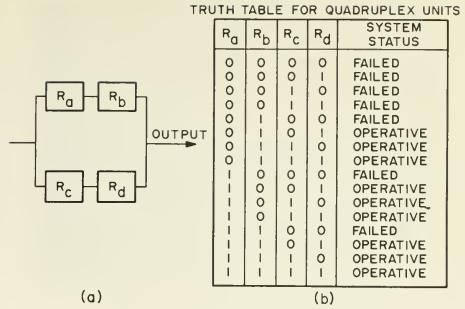 TRUTH TABLE FOR QUADRUPLEX UNITS
Ra Rb Rc Rd SYSTEM STATUS
0 0 0 0 FAILED
0 0 0 1 FAILED
0 0 1 0 FAILED
0 0 1 1 FAILED
0 1 0 0 FAILED
0 1 0 1 OPERATIVE
0 1 1 0 OPERATIVE
0 1 1 1 OPERATIVE
1 0 0 0 FAILED
1 0 0 1 OPERATIVE
1 0 1 0 OPERATIVE
1 0 1 1 OPERATIVE
1 1 0 0 FAILED
1 1 0 1 OPERATIVE
1 1 1 0 OPERATIVE
1 1 1 1 OPERATIVE
Ra Rb
OUTPUT
Rc Rd
(a) (b)